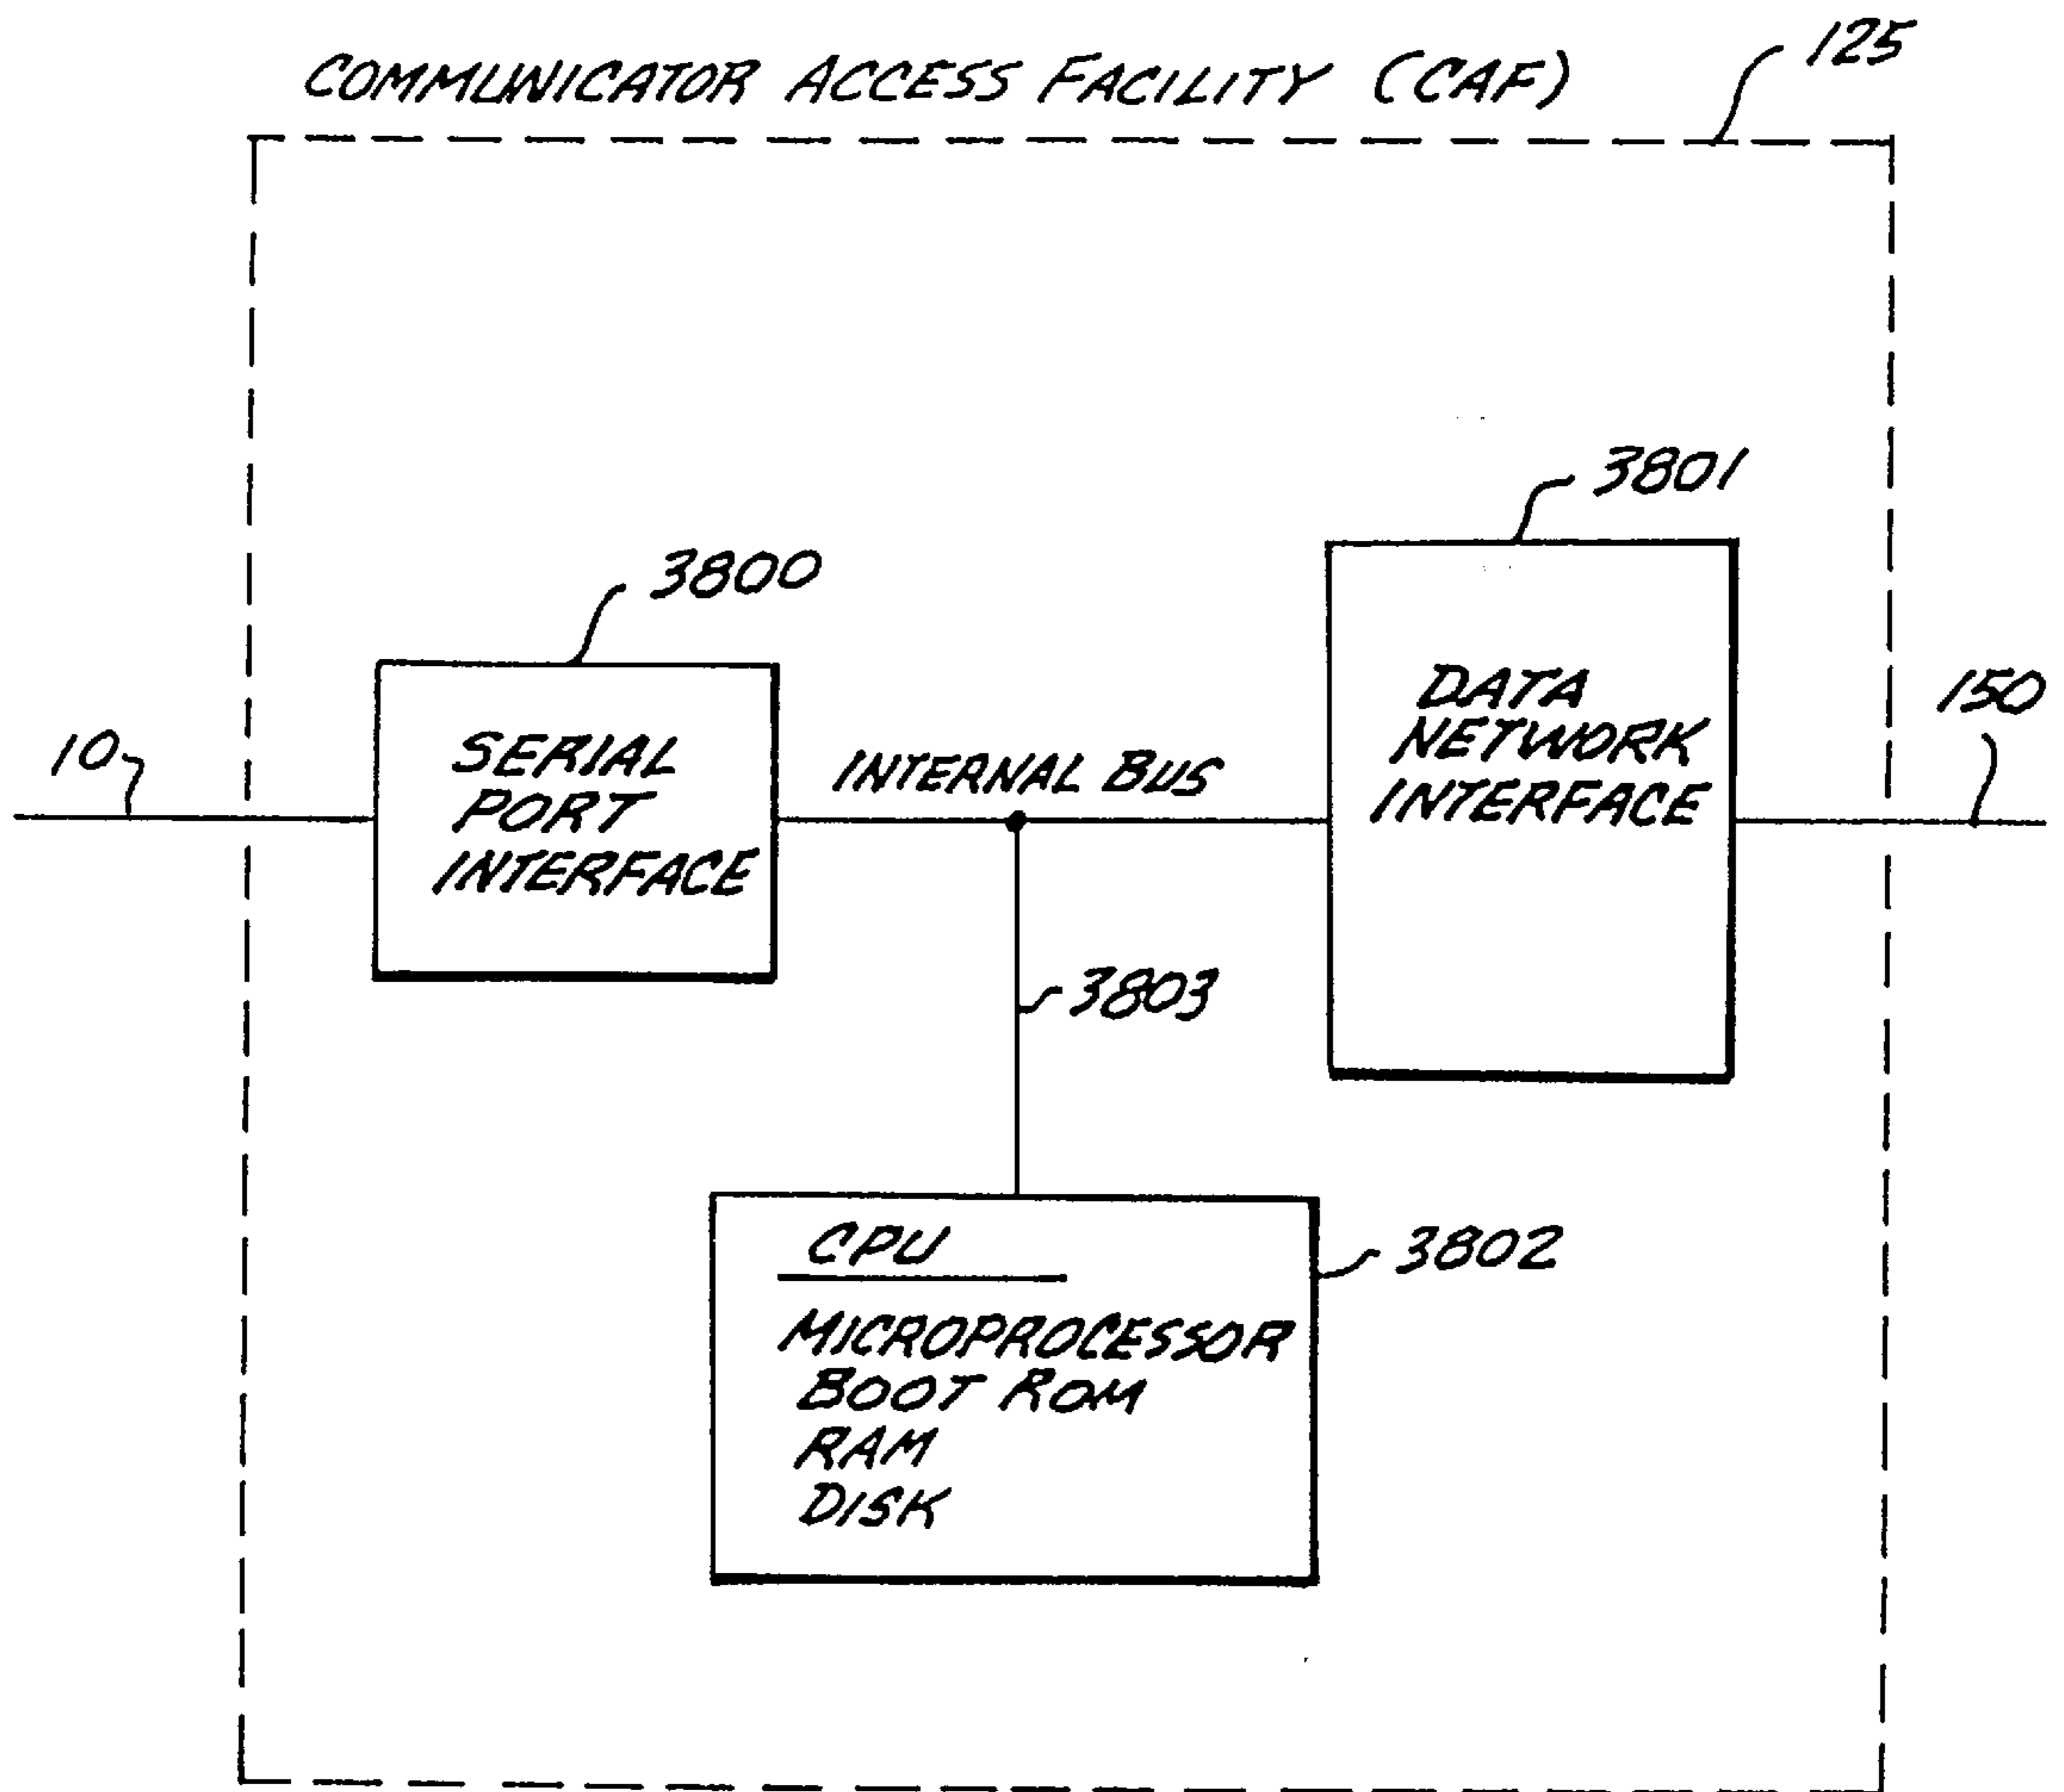 COMMUNICATOR ACCESS FACILITY (CAF)
125
3801
3800
DATA
NETWORK
INTERFACE
150
10
SERIAL
PORT
INTERFACE
INTERNAL BUS
3803
CPU
3802
MICROPROCESSOR
BOOT ROM
RAM
DISK